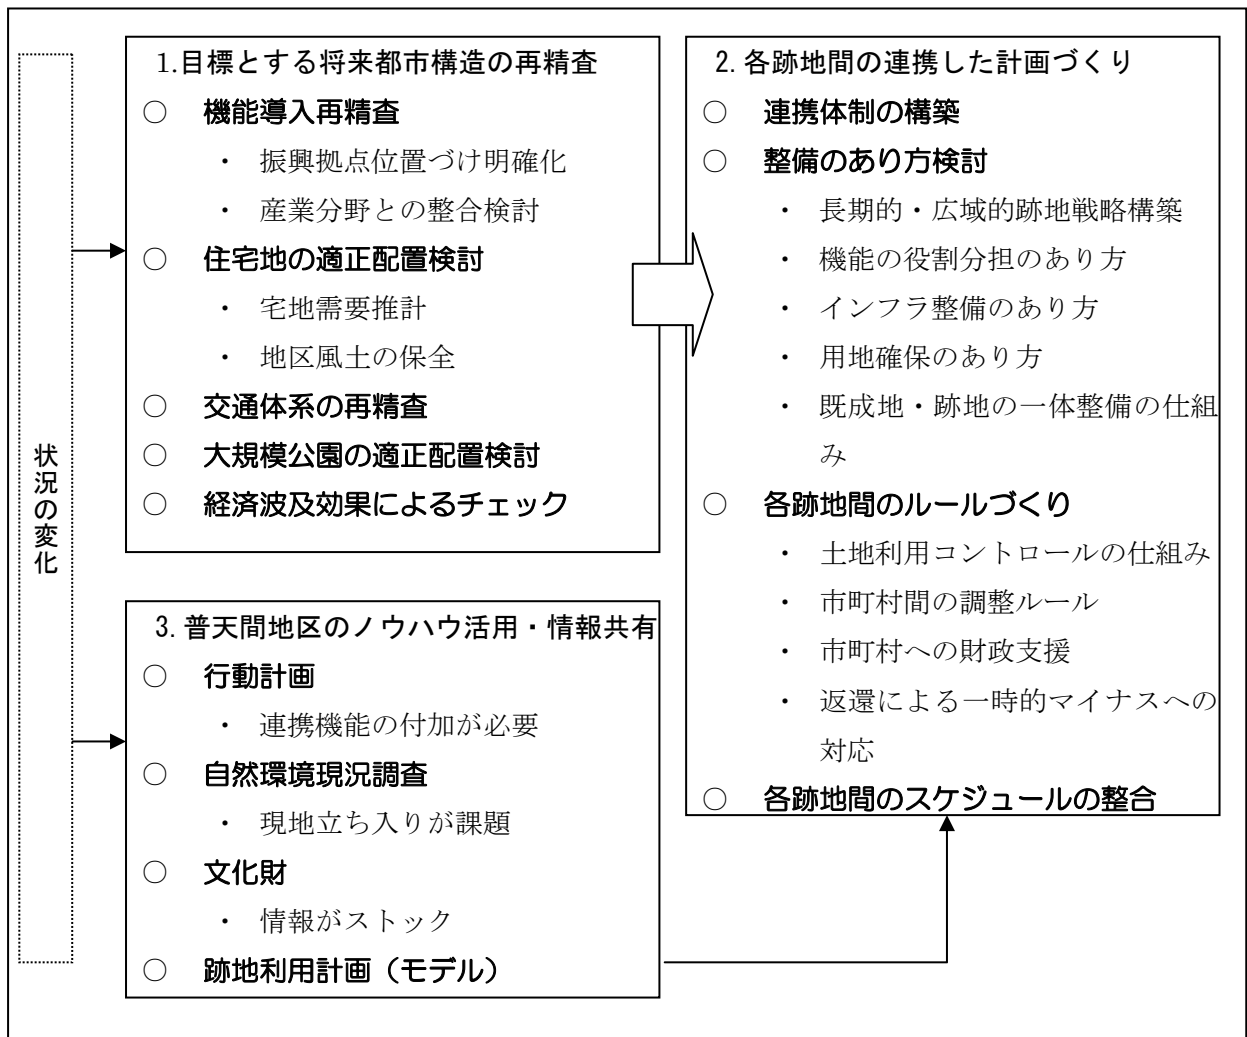 状況の変化
1.目標とする将来都市構造の再精査
○ 機能導入再精査
・ 振興拠点位置づけ明確化
・ 産業分野との整合検討
○ 住宅地の適正配置検討
・ 宅地需要推計
・ 地区風土の保全
○ 交通体系の再精査
○ 大規模公園の適正配置検討
○ 経済波及効果によるチェック
2. 各跡地間の連携した計画づくり
○ 連携体制の構築
○ 整備のあり方検討
・ 長期的・広域的跡地戦略構築
・ 機能の役割分担のあり方
・ インフラ整備のあり方
・ 用地確保のあり方
・ 既成地・跡地の一体整備の仕組
み
○ 各跡地間のルールづくり
・ 土地利用コントロールの仕組み
・ 市町村間の調整ルール
・ 市町村への財政支援
・ 返還による一時的マイナスへの
対応
○ 各跡地間のスケジュールの整合
3. 普天間地区のノウハウ活用・情報共有
○ 行動計画
・ 連携機能の付加が必要
○ 自然環境現況調査
・ 現地立ち入りが課題
○ 文化財
・ 情報がストック
○ 跡地利用計画（モデル）